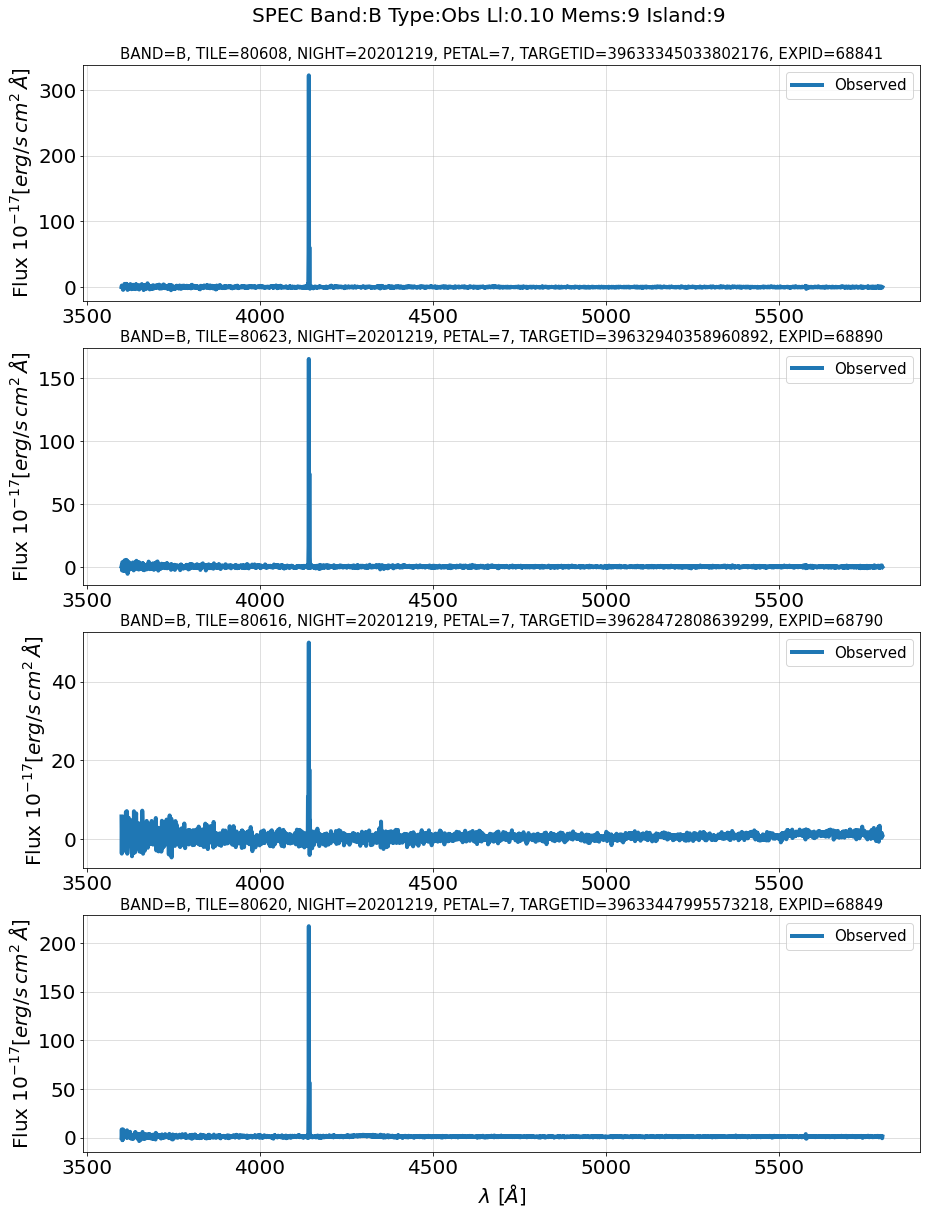 SPEC Band:B Type:Obs Ll:0.10 Mems:9 Island:9
BAND=B, TILE=80608, NIGHT=20201219, PETAL=7, TARGETID=39633345033802176, EXPID=68841
Flux 10^{-17}[erg/s cm^2 Å]
300
200
100
0
Observed
3500 4000 4500 5000 5500
BAND=B, TILE=80623, NIGHT=20201219, PETAL=7, TARGETID=39632940358960892, EXPID=68890
Flux 10^{-17}[erg/s cm^2 Å]
150
100
50
0
Observed
3500 4000 4500 5000 5500
BAND=B, TILE=80616, NIGHT=20201219, PETAL=7, TARGETID=39628472808639299, EXPID=68790
Flux 10^{-17}[erg/s cm^2 Å]
40
20
0
Observed
3500 4000 4500 5000 5500
BAND=B, TILE=80620, NIGHT=20201219, PETAL=7, TARGETID=39633447995573218, EXPID=68849
Flux 10^{-17}[erg/s cm^2 Å]
200
150
100
50
0
Observed
3500 4000 4500 5000 5500
λ [Å]